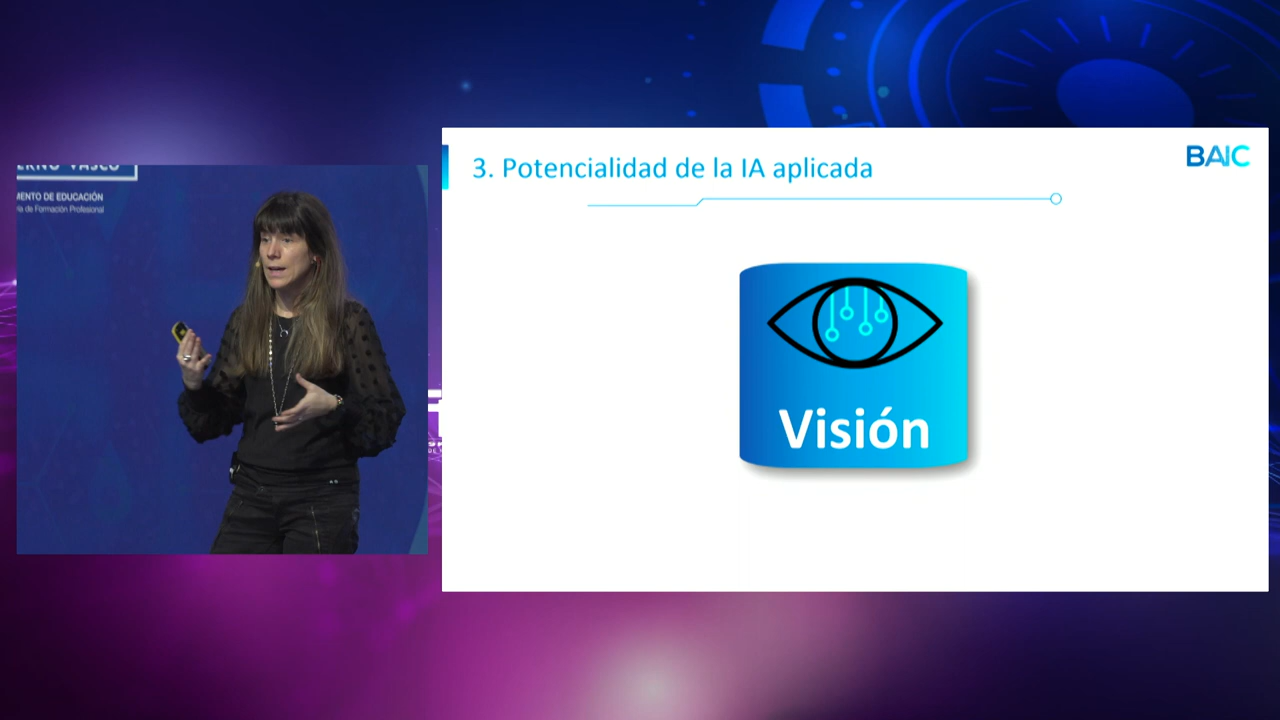 MENTO DE EDUCACIÓN
de Formación Profesional
3. Potencialidad de la IA aplicada
BAIC
Visión